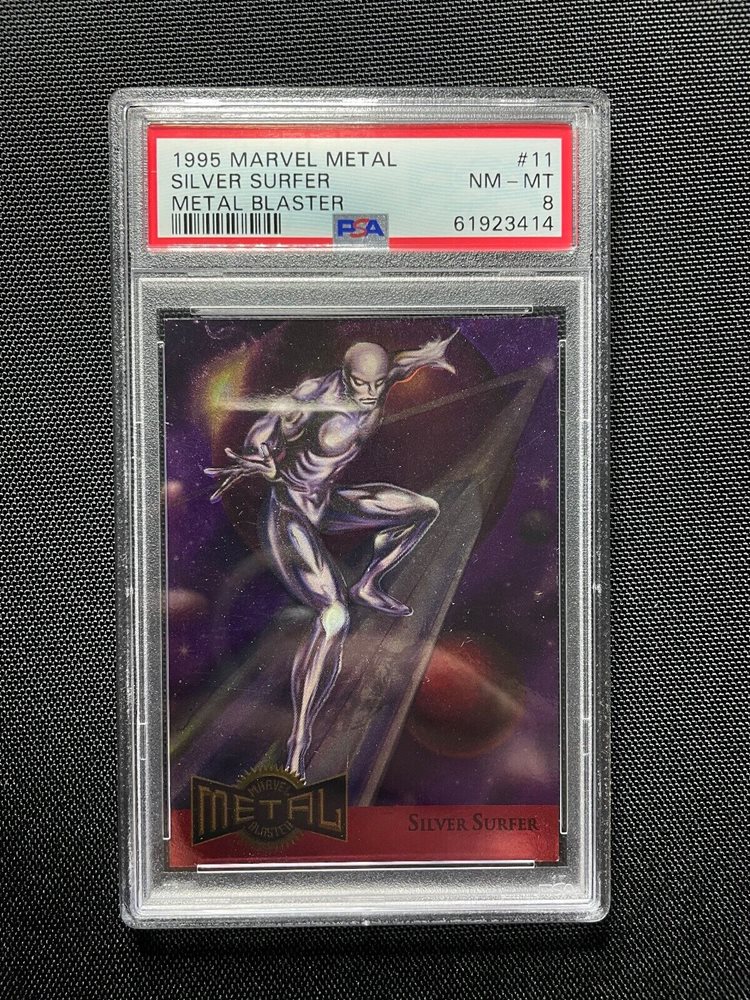 1995 MARVEL METAL #11
SILVER SURFER NM – MT
METAL BLASTER 8
PSA 61923414
MARVEL
METAL
BLASTER
SILVER SURFER